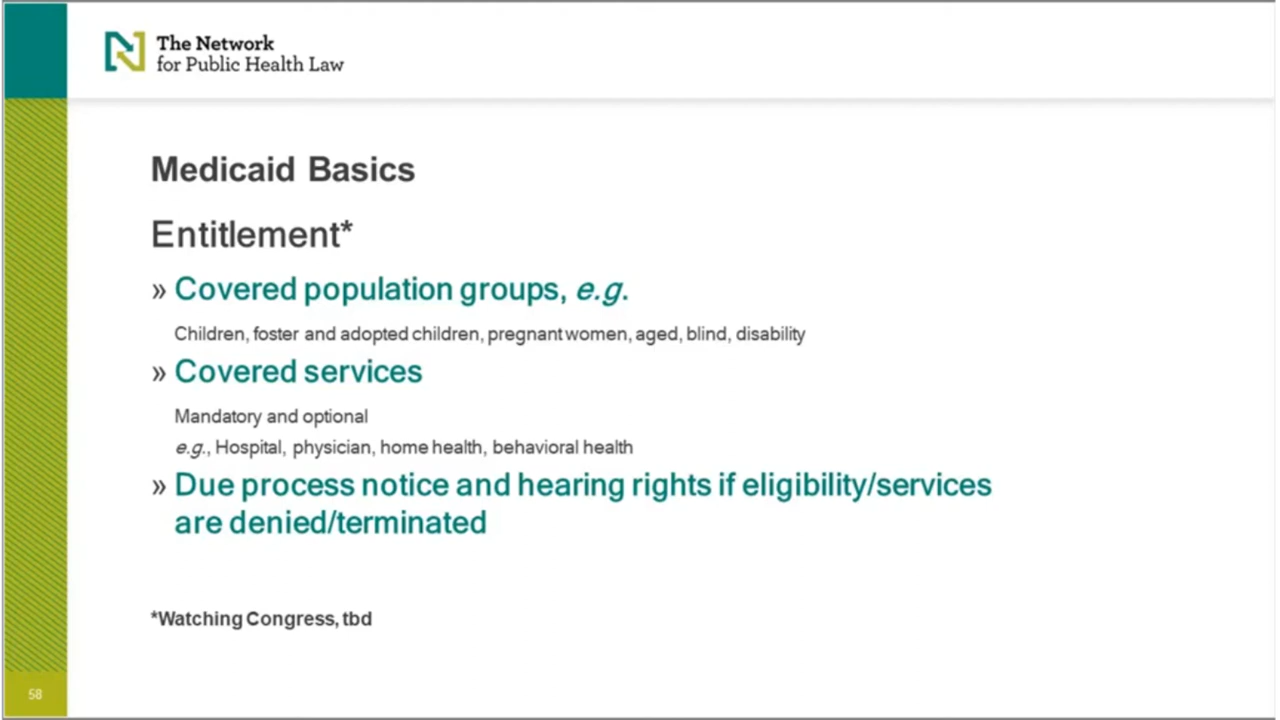 The Network
for Public Health Law
Medicaid Basics
Entitlement*
» Covered population groups, e.g.
Children, foster and adopted children, pregnant women, aged, blind, disability
» Covered services
Mandatory and optional
e.g., Hospital, physician, home health, behavioral health
» Due process notice and hearing rights if eligibility/services
are denied/terminated
*Watching Congress, tbd
58